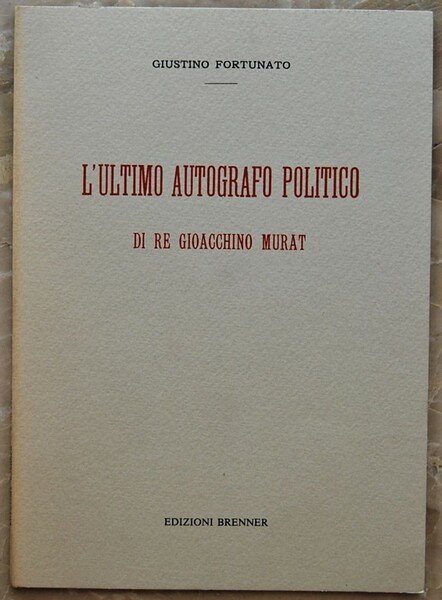 GIUSTINO FORTUNATO
L'ULTIMO AUTOGRAFO POLITICO
DI RE GIOACCHINO MURAT
EDIZIONI BRENNER